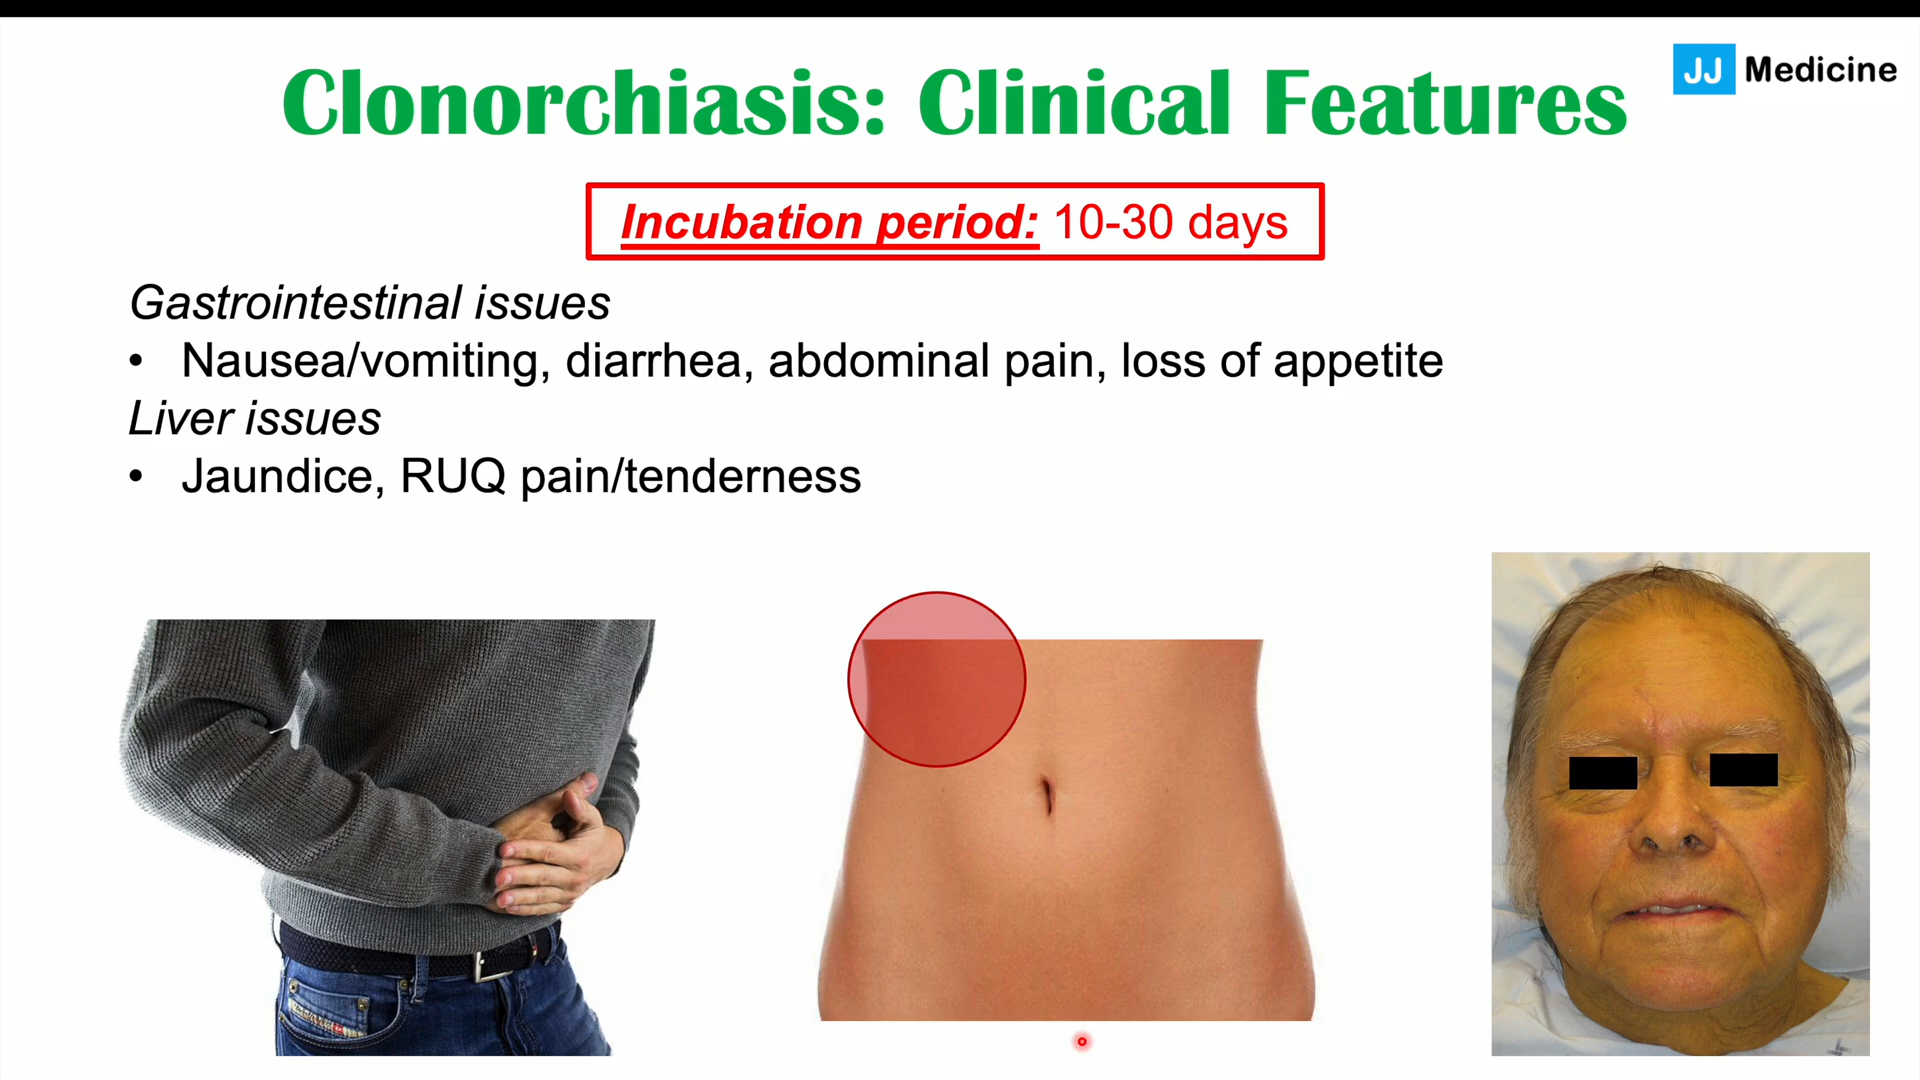 Clonorchiasis: Clinical Features
JJ Medicine
Incubation period: 10-30 days
Gastrointestinal issues
• Nausea/vomiting, diarrhea, abdominal pain, loss of appetite
Liver issues
• Jaundice, RUQ pain/tenderness